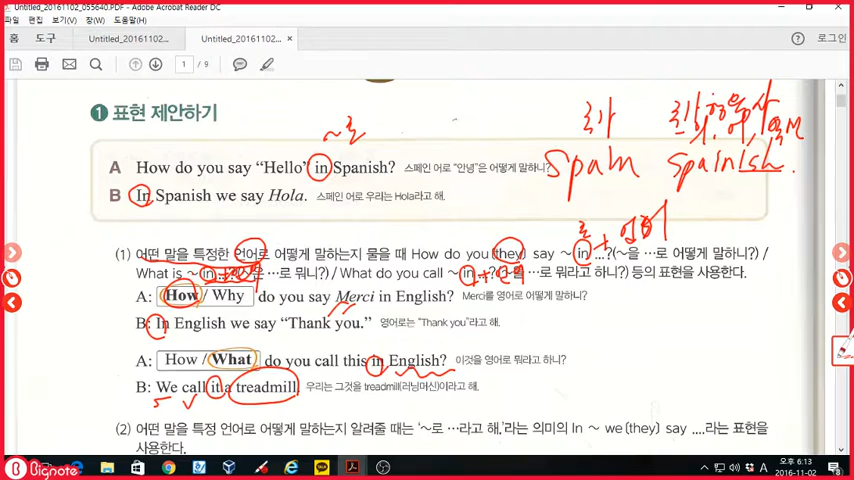 Untitled_20161102_055640.PDF - Adobe Acrobat Reader DC
파일 편집 보기(V) 창(W) 도움말(H)
홈 도구 Untitled_20161102... Untitled_20161102... × ? 로그인
1 / 9
1 표현 제안하기
~로
국가
Spain
A How do you say “Hello” in Spanish? 스페인 어로 “안녕”은 어떻게 말하니?
B In Spanish we say Hola. 스페인 어로 우리는 Hola라고 해.
로
in + 언어
(1) 어떤 말을 특정한 언어로 어떻게 말하는지 물을 때 How do you (they) say ~ in ...?(~을 …로 어떻게 말하니?) /
What is ~ in 은 …로 뭐니?) / What do you call ~ in 를 …로 뭐라고 하니?) 등의 표현을 사용한다.
A: How / Why do you say Merci in English? Merci를 영어로 어떻게 말하니?
B: In English we say “Thank you.” 영어로는 “Thank you”라고 해.
A: How / What do you call this in English? 이것을 영어로 뭐라고 하니?
B: We call it a treadmill. 우리는 그것을 treadmill(러닝머신)이라고 해.
(2) 어떤 말을 특정 언어로 어떻게 말하는지 알려줄 때는 ‘~로 …라고 해.’라는 의미의 In ~ we (they) say ....라는 표현을
사용한다.
Bignote
A 오후 6:13
2016-11-02